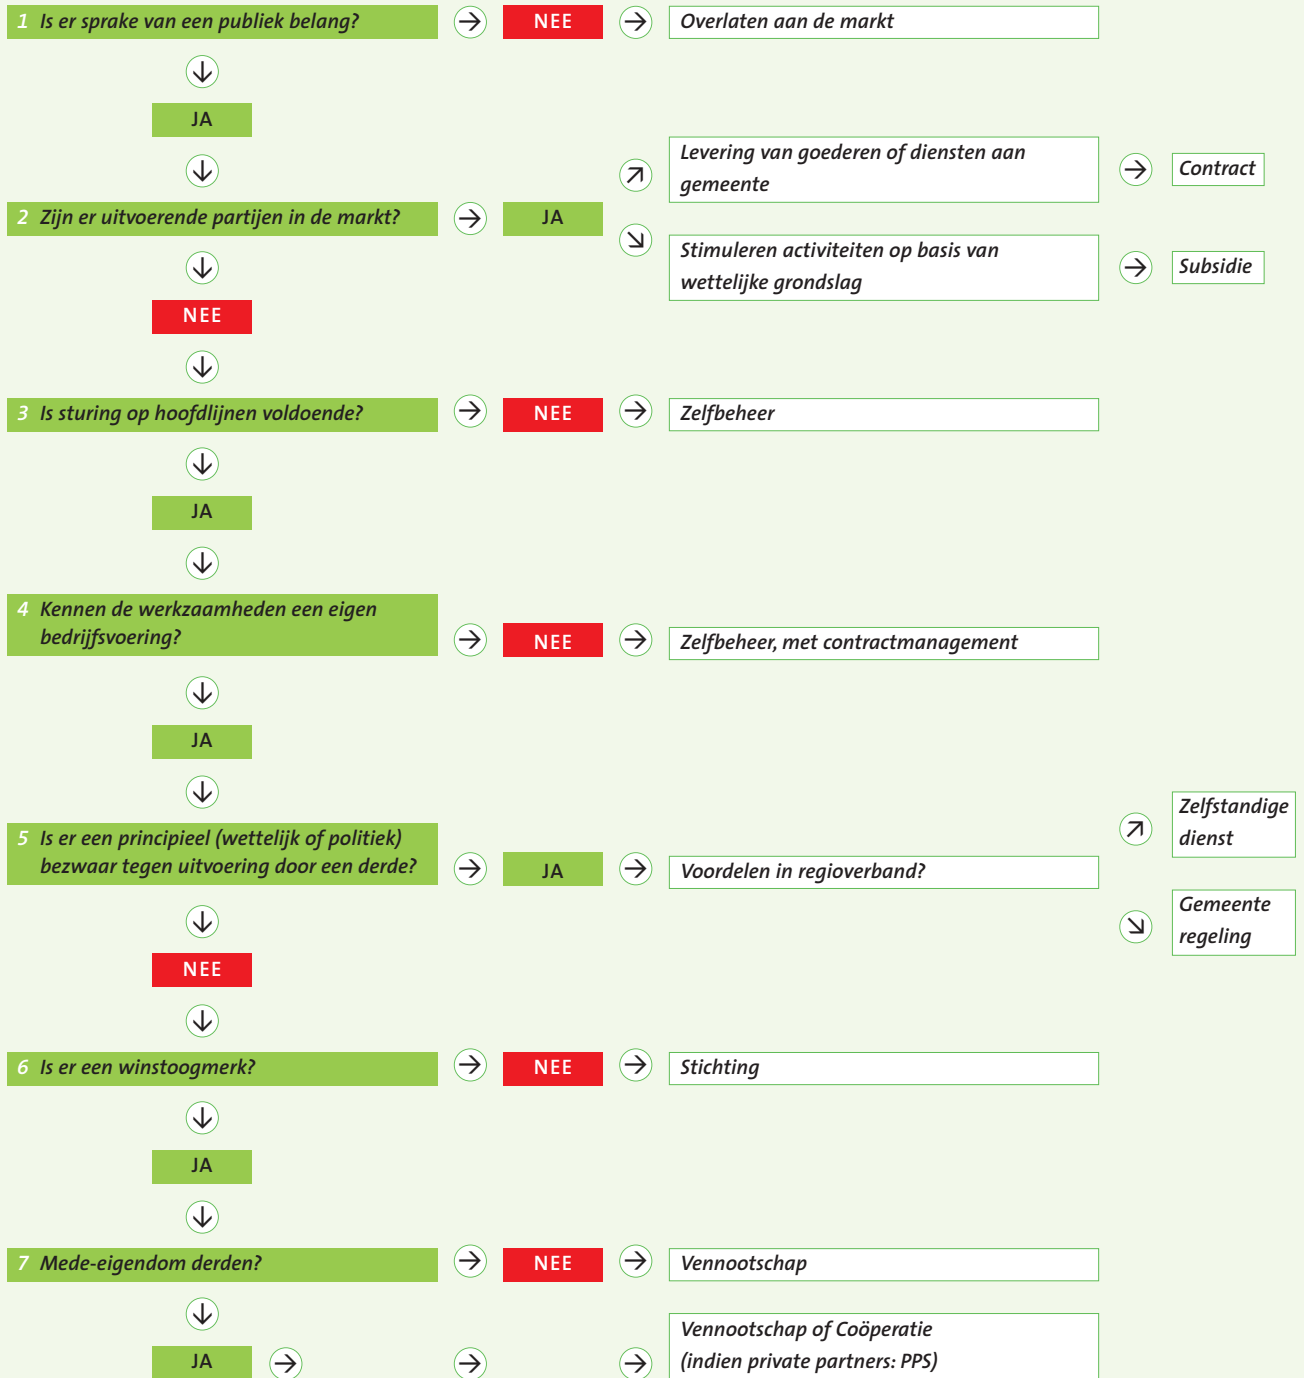 1 Is er sprake van een publiek belang?
NEE
Overlaten aan de markt
JA
Levering van goederen of diensten aan
gemeente
Contract
2 Zijn er uitvoerende partijen in de markt?
JA
Stimuleren activiteiten op basis van
wettelijke grondslag
Subsidie
NEE
3 Is sturing op hoofdlijnen voldoende?
NEE
Zelfbeheer
JA
4 Kennen de werkzaamheden een eigen
bedrijfsvoering?
NEE
Zelfbeheer, met contractmanagement
JA
5 Is er een principieel (wettelijk of politiek)
bezwaar tegen uitvoering door een derde?
JA
Voordelen in regioverband?
Zelfstandige
dienst
Gemeente
regeling
NEE
6 Is er een winstoogmerk?
NEE
Stichting
JA
7 Mede-eigendom derden?
NEE
Vennootschap
JA
Vennootschap of Coöperatie
(indien private partners: PPS)